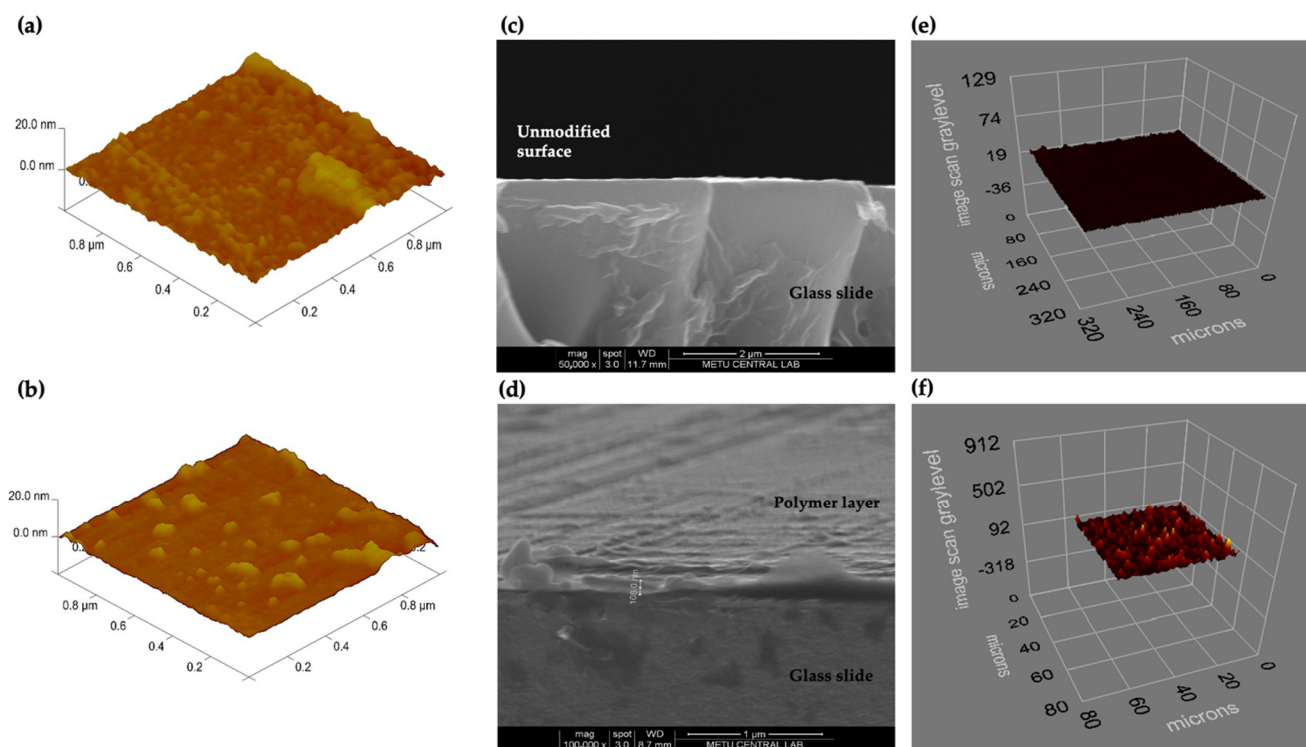 (a)
20.0 nm
0.0 nm
0.8 µm
0.6
0.4
0.2
0.8 µm
0.6
0.4
0.2
(b)
20.0 nm
0.0 nm
0.2
0.8 µm
0.6
0.4
0.2
0.8 µm
0.6
0.4
0.2
(c)
Unmodified
surface
Glass slide
mag spot WD 2 µm
50,000 x 3.0 11.7 mm METU CENTRAL LAB
(d)
Polymer layer
108.0 nm
Glass slide
mag spot WD 1 µm
100,000 x 3.0 8.7 mm METU CENTRAL LAB
(e)
image scan graylevel
129
74
19
-36
0
80
160
240
320
microns
320
240
160
80
0
microns
(f)
image scan graylevel
912
502
92
-318
0
20
40
60
80
microns
80
60
40
20
0
microns